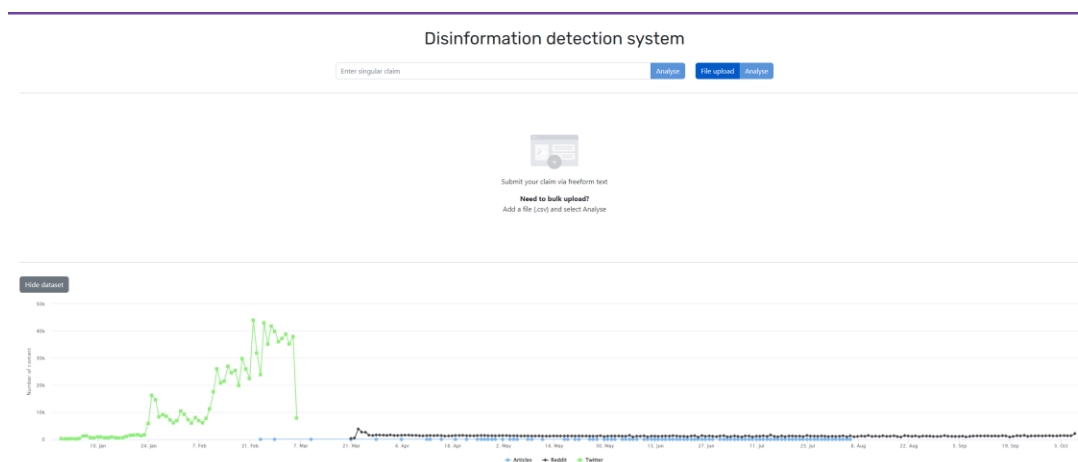 Disinformation detection system
Enter singular claim Analyse File upload Analyse
Submit your claim via freeform text
Need to bulk upload?
Add a file (.csv) and select Analyse
Hide dataset
Number of content
50k
40k
30k
20k
10k
0
10. Jan 24. Jan 7. Feb 21. Feb 7. Mar 21. Mar 4. Apr 18. Apr 2. May 16. May 30. May 13. Jun 27. Jun 11. Jul 25. Jul 8. Aug 22. Aug 5. Sep 19. Sep 3. Oct
Articles Reddit Twitter